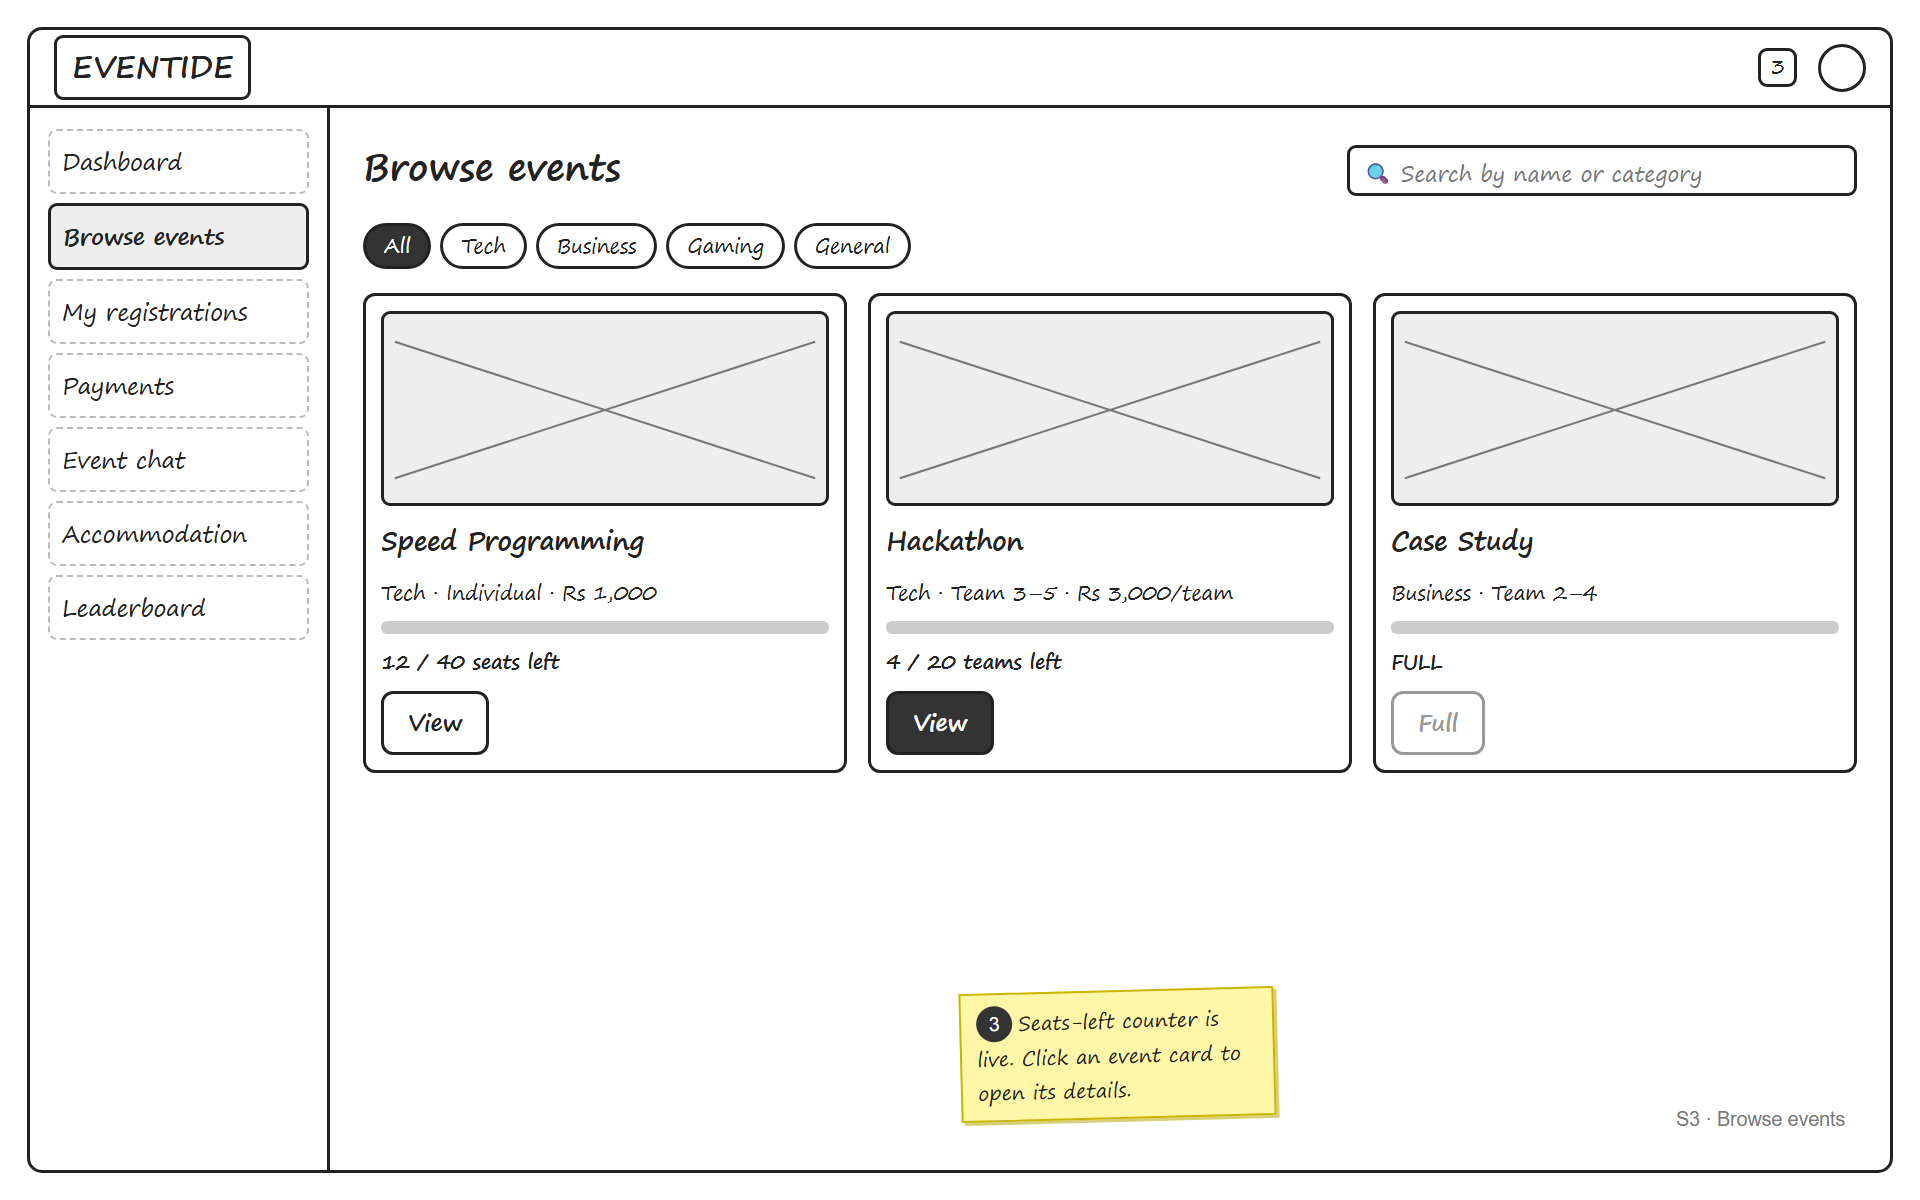 EVENTIDE
3
Dashboard
Browse events
My registrations
Payments
Event chat
Accommodation
Leaderboard
Browse events
Search by name or category
All
Tech
Business
Gaming
General
Speed Programming
Tech · Individual · Rs 1,000
12 / 40 seats left
View
Hackathon
Tech · Team 3–5 · Rs 3,000/team
4 / 20 teams left
View
Case Study
Business · Team 2–4
FULL
Full
3 Seats-left counter is
live. Click an event card to
open its details.
S3 · Browse events